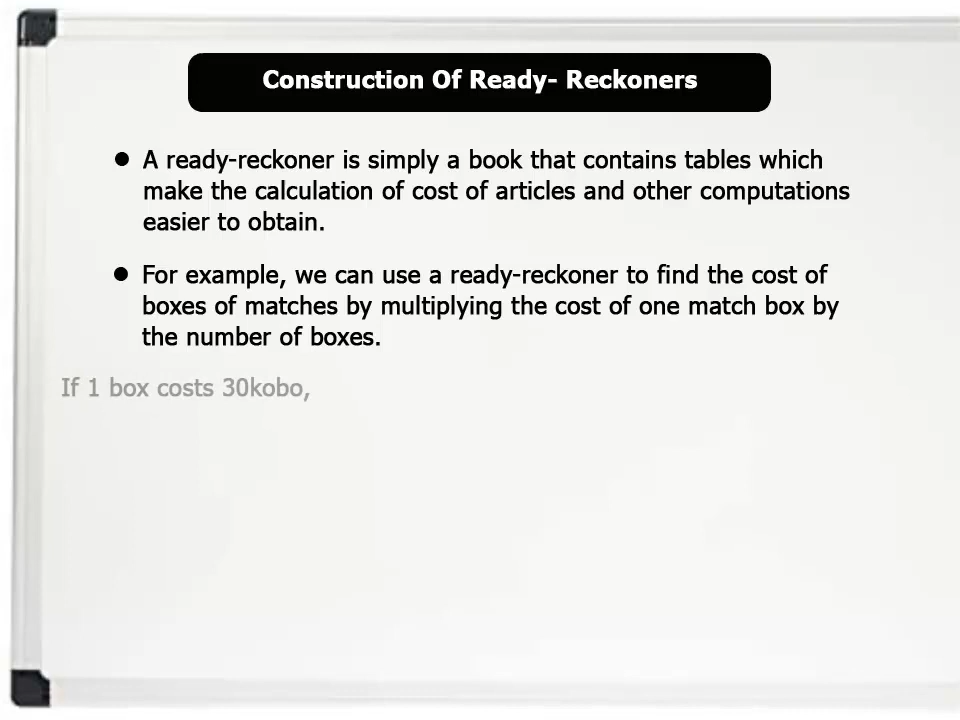 Construction Of Ready- Reckoners
● A ready-reckoner is simply a book that contains tables which
make the calculation of cost of articles and other computations
easier to obtain.
● For example, we can use a ready-reckoner to find the cost of
boxes of matches by multiplying the cost of one match box by
the number of boxes.
If 1 box costs 30kobo,